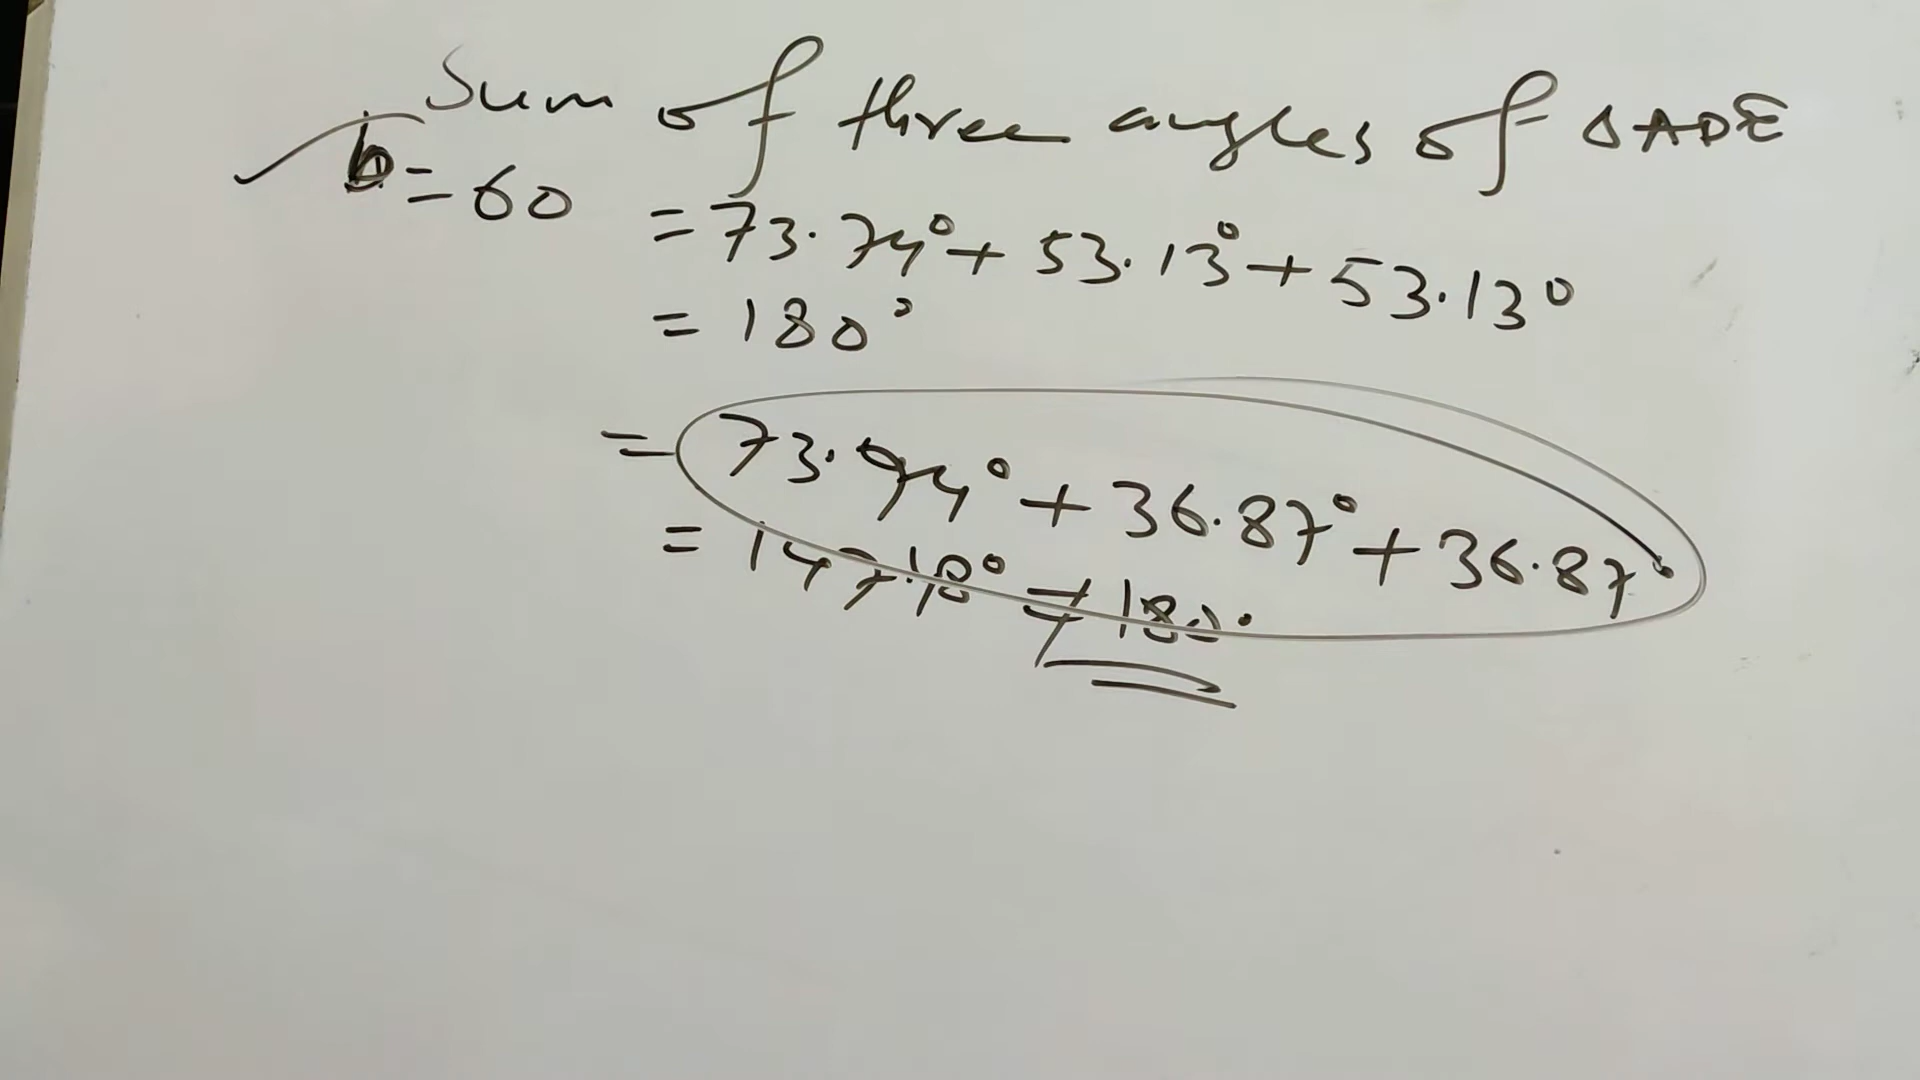 Sum of three angles of △ADE
b = 60
= 73.74° + 53.13° + 53.13°
= 180°
= 73.74° + 36.87° + 36.87°
= 147.48° ≠ 180°